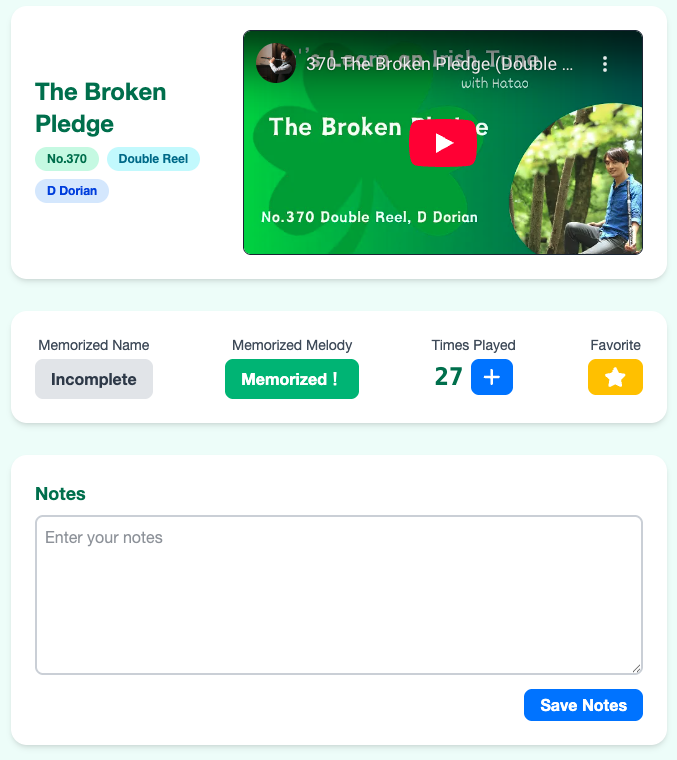 The Broken
Pledge
No.370
Double Reel
D Dorian
's Learn an Irish Tune
370-The Broken Pledge (Double ...
with Hatao
The Broken Pledge
No.370 Double Reel, D Dorian
Memorized Name
Memorized Melody
Times Played
Favorite
Incomplete
Memorized !
27
Notes
Enter your notes
Save Notes